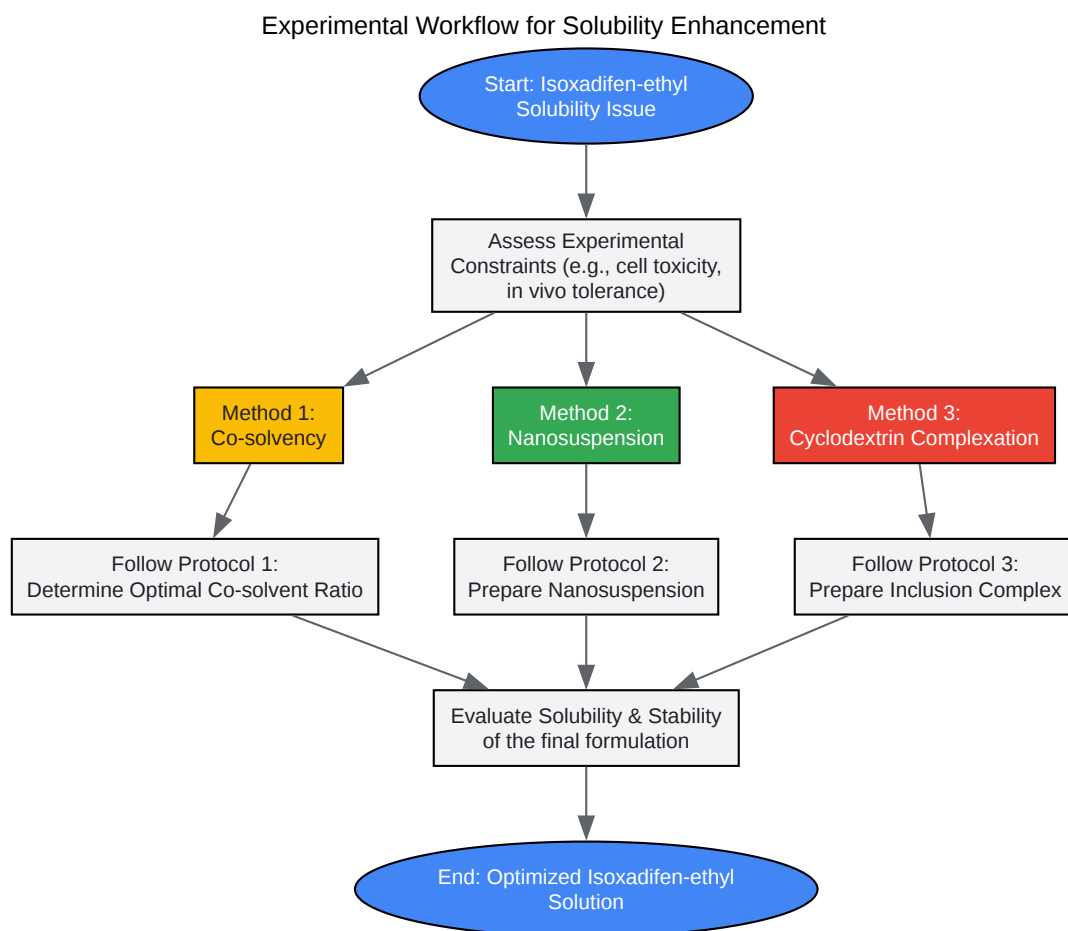 Experimental Workflow for Solubility Enhancement
Start: Isoxadifen-ethyl
Solubility Issue
Assess Experimental
Constraints (e.g., cell toxicity,
in vivo tolerance)
Method 1:
Co-solvency
Method 2:
Nanosuspension
Method 3:
Cyclodextrin Complexation
Follow Protocol 1:
Determine Optimal Co-solvent Ratio
Follow Protocol 2:
Prepare Nanosuspension
Follow Protocol 3:
Prepare Inclusion Complex
Evaluate Solubility & Stability
of the final formulation
End: Optimized Isoxadifen-ethyl
Solution